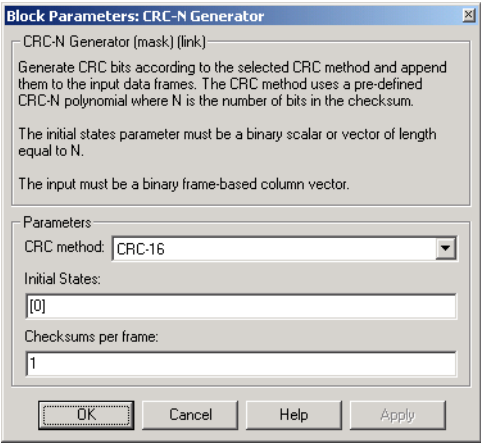 Block Parameters: CRC-N Generator
CRC-N Generator (mask) (link)
Generate CRC bits according to the selected CRC method and append
them to the input data frames. The CRC method uses a pre-defined
CRC-N polynomial where N is the number of bits in the checksum.
The initial states parameter must be a binary scalar or vector of length
equal to N.
The input must be a binary frame-based column vector.
Parameters
CRC method: CRC-16
Initial States:
[0]
Checksums per frame:
1
OK Cancel Help Apply